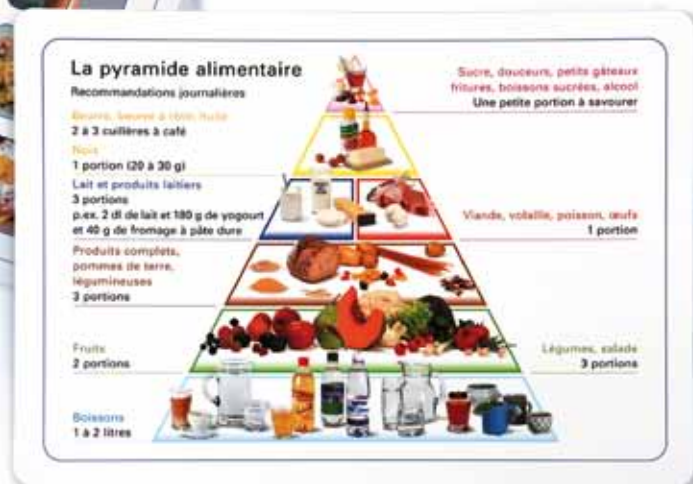 La pyramide alimentaire
Recommandations journalières
Beurre, beurre à rôtir, huile
2 à 3 cuillères à café
Noix
1 portion (20 à 30 g)
Lait et produits laitiers
3 portions
p.ex. 2 dl de lait et 180 g de yogourt
et 40 g de fromage à pâte dure
Produits complets,
pommes de terre,
légumineuses
3 portions
Fruits
2 portions
Boissons
1 à 2 litres
Sucre, douceurs, petits gâteaux
fritures, boissons sucrées, alcool
Une petite portion à savourer
Viande, volaille, poisson, œufs
1 portion
Légumes, salade
3 portions